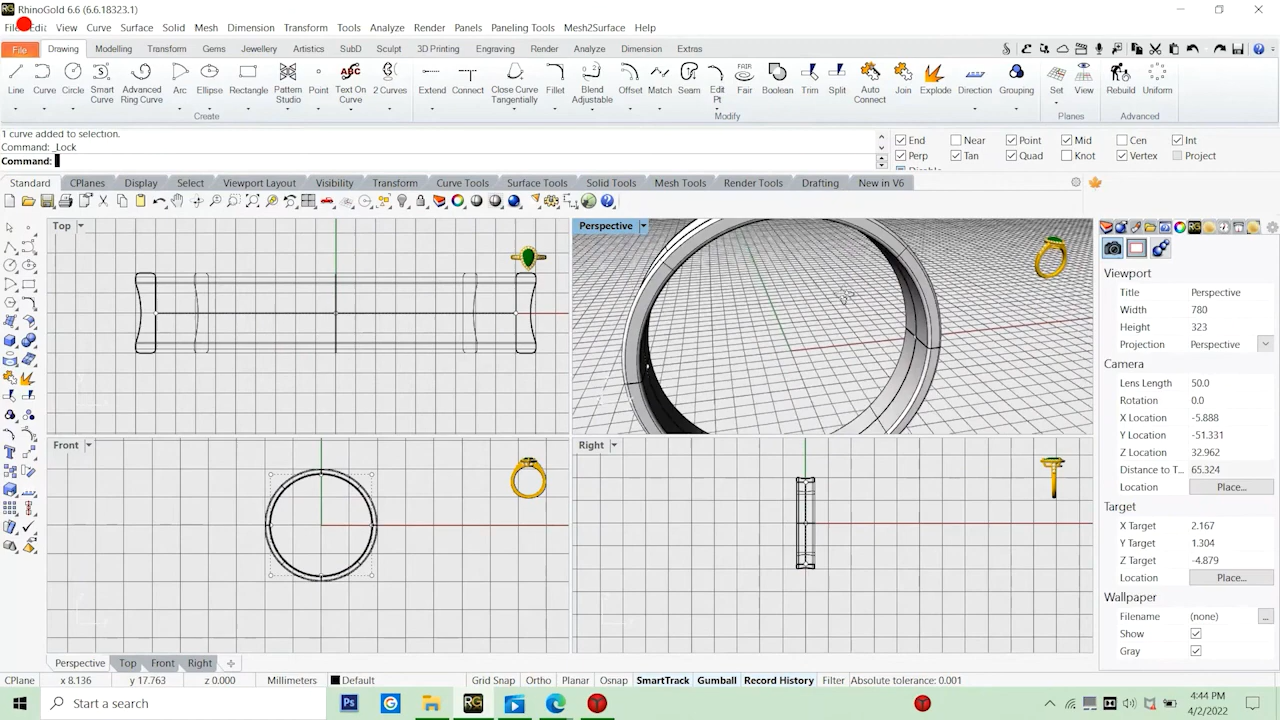 RhinoGold 6.6 (6.6.18323.1)
File Edit View Curve Surface Solid Mesh Dimension Transform Tools Analyze Render Panels Paneling Tools Mesh2Surface Help
File Drawing Modelling Transform Gems Jewellery Artistics SubD Sculpt 3D Printing Engraving Render Analyze Dimension Extras
Line Curve Circle Smart Curve Advanced Ring Curve Arc Ellipse Rectangle Pattern Studio Point Text On Curve 2 Curves Extend Connect Close Curve Tangentially Fillet Blend Adjustable Offset Match Seam Edit Pt Fair Boolean Trim Split Auto Connect Join Explode Direction Grouping Set View Rebuild Uniform
Create Modify Planes Advanced
1 curve added to selection.
Command: _Lock
Command:
End Near Point Mid Cen Int
Perp Tan Quad Knot Vertex Project
Standard CPlanes Display Select Viewport Layout Visibility Transform Curve Tools Surface Tools Solid Tools Mesh Tools Render Tools Drafting New in V6
Top
Perspective
Front
Right
Viewport
Title Perspective
Width 780
Height 323
Projection Perspective
Camera
Lens Length 50.0
Rotation 0.0
X Location -5.888
Y Location -51.331
Z Location 32.962
Distance to T... 65.324
Location Place...
Target
X Target 2.167
Y Target 1.304
Z Target -4.879
Location Place...
Wallpaper
Filename (none) ...
Show
Gray
Perspective Top Front Right
CPlane x 8.136 y 17.763 z 0.000 Millimeters Default Grid Snap Ortho Planar Osnap SmartTrack Gumball Record History Filter Absolute tolerance: 0.001
Type here to search
4:44 PM
4/2/2022